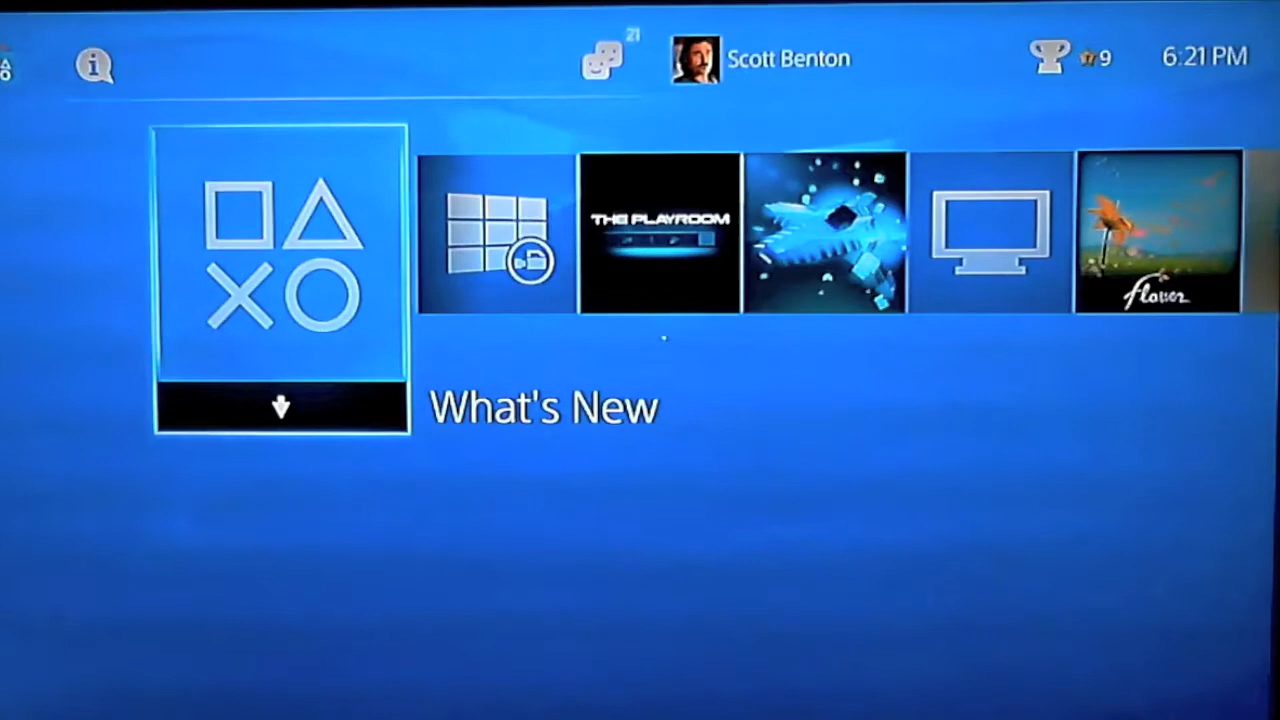 21
Scott Benton
9
6:21 PM
THE PLAYROOM
flower
What's New